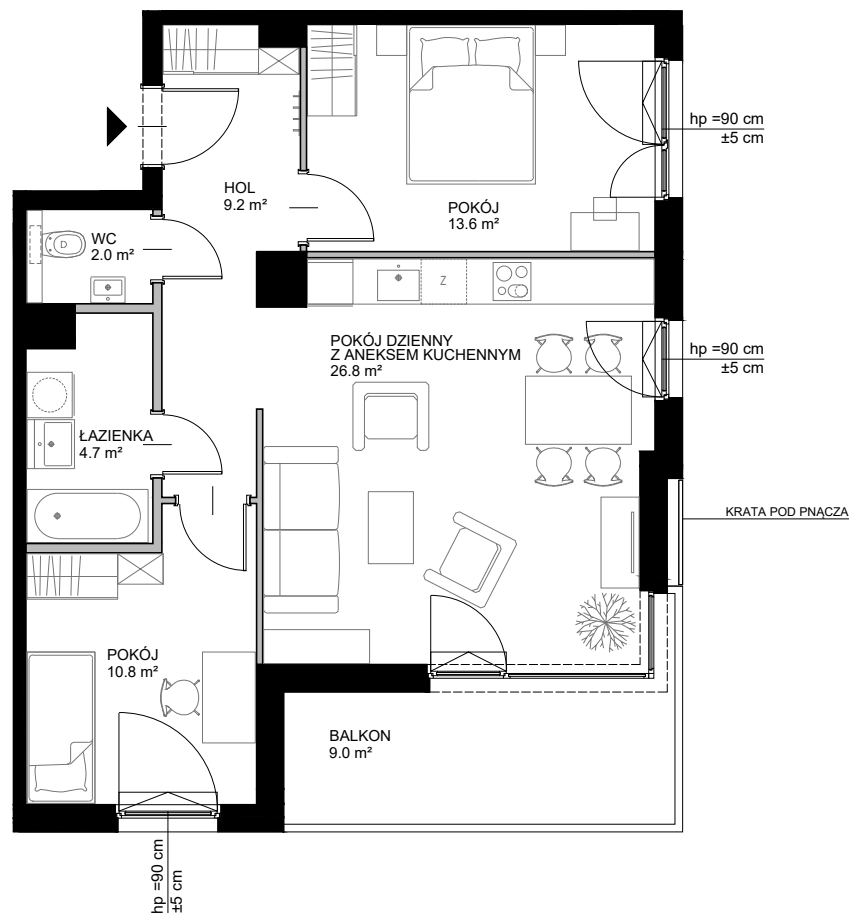 hp =90 cm
±5 cm
HOL
9.2 m²
POKÓJ
13.6 m²
WC
2.0 m²
D
Z
POKÓJ DZIENNY
Z ANEKSEM KUCHENNYM
26.8 m²
hp =90 cm
±5 cm
ŁAZIENKA
4.7 m²
KRATA POD PNĄCZA
POKÓJ
10.8 m²
BALKON
9.0 m²
hp =90 cm
±5 cm